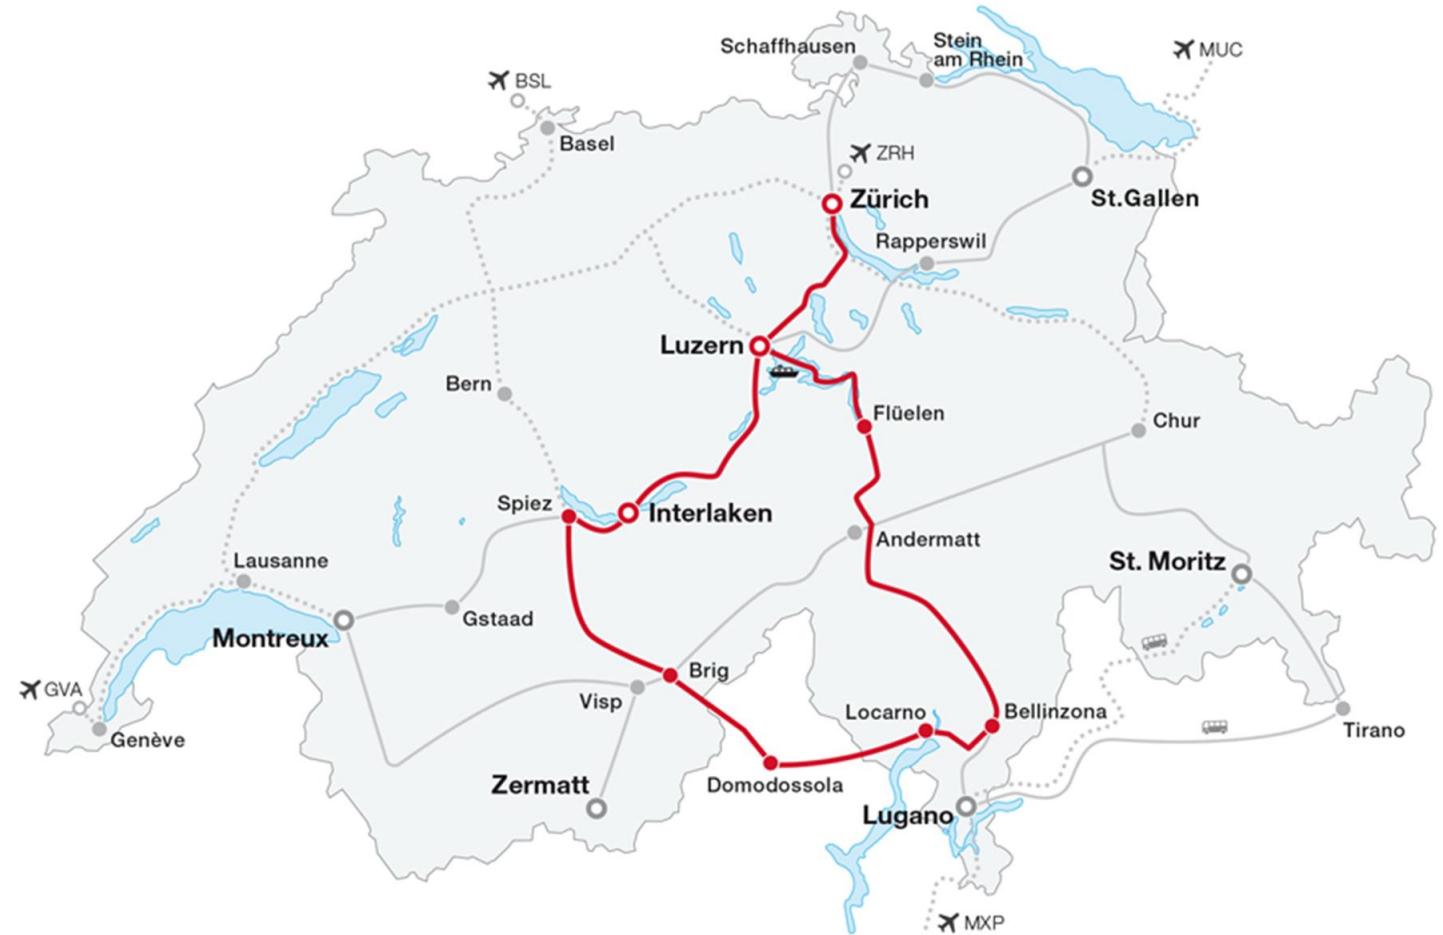 Schaffhausen
Stein
am Rhein
MUC
BSL
Basel
ZRH
Zürich
St.Gallen
Rapperswil
Luzern
Bern
Flüelen
Chur
Spiez
Interlaken
Andermatt
Lausanne
St. Moritz
Gstaad
Montreux
Brig
GVA
Visp
Locarno
Bellinzona
Genève
Tirano
Zermatt
Domodossola
Lugano
MXP